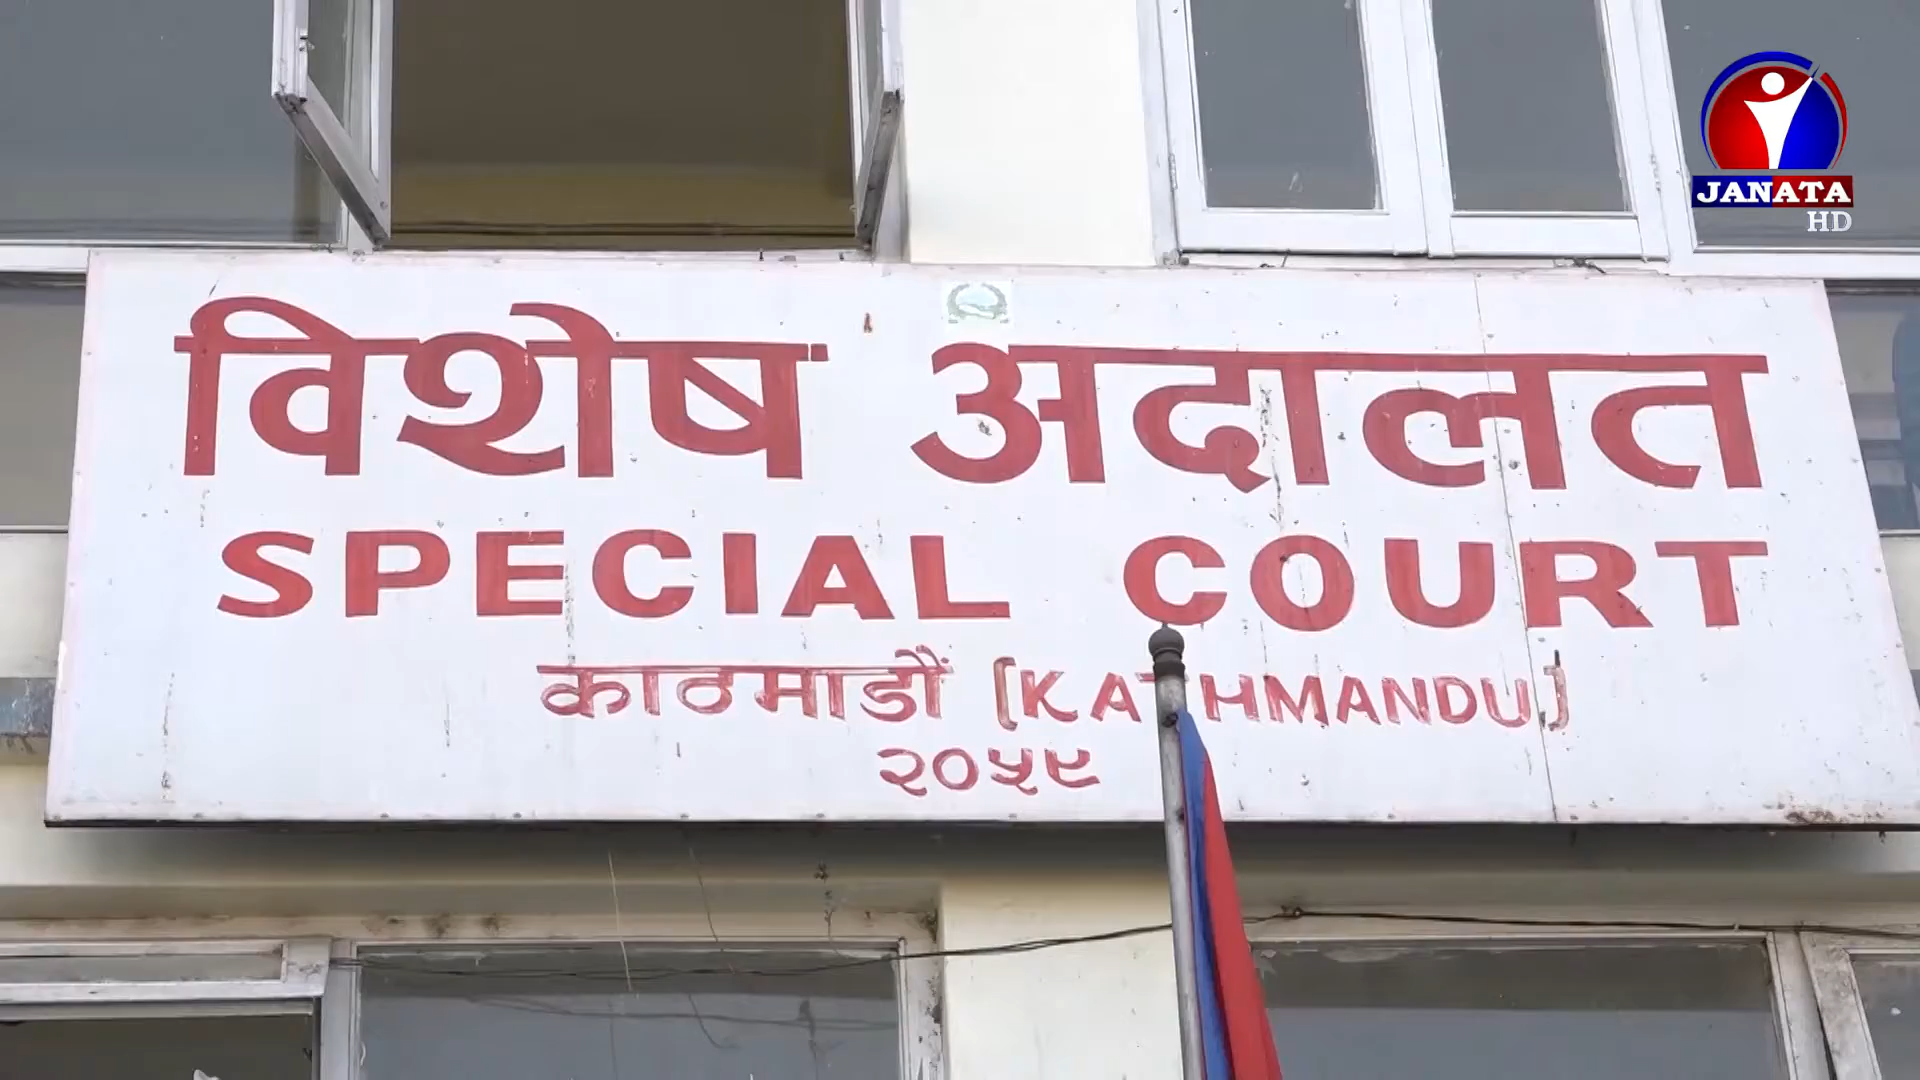 JANATA
HD
विशेष अदालत
SPECIAL COURT
काठमाडौं (KATHMANDU)
२०५९